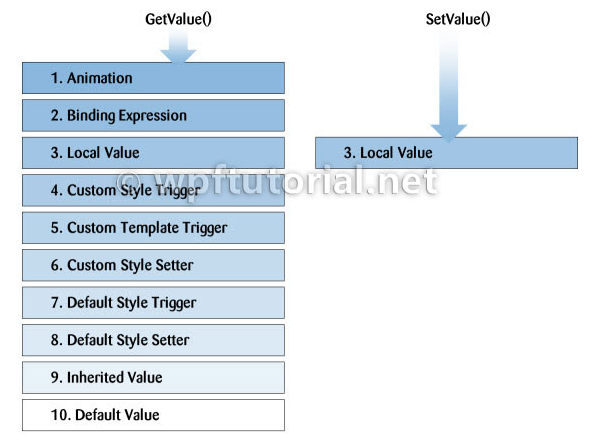 GetValue()
SetValue()
1. Animation
2. Binding Expression
3. Local Value
3. Local Value
© wpftutorial.net
4. Custom Style Trigger
5. Custom Template Trigger
6. Custom Style Setter
7. Default Style Trigger
8. Default Style Setter
9. Inherited Value
10. Default Value